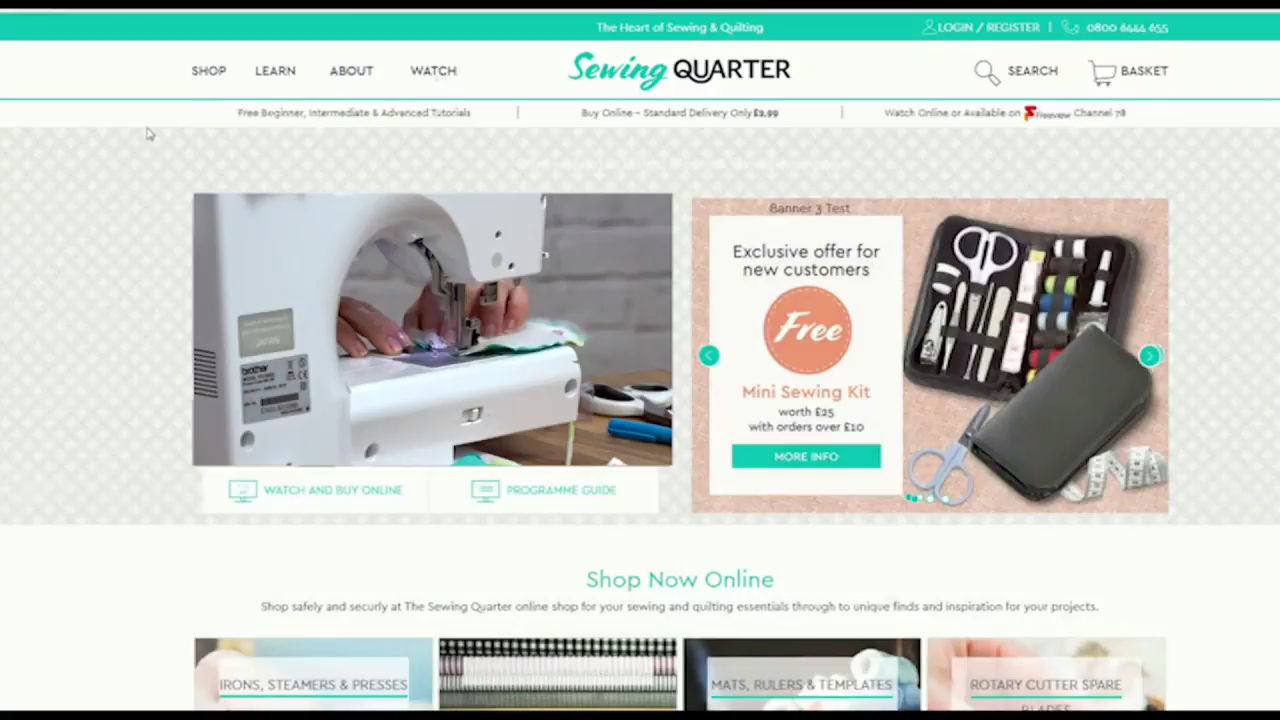 The Heart of Sewing & Quilting
LOGIN / REGISTER | 0800 6444 655
SHOP LEARN ABOUT WATCH
Sewing QUARTER
SEARCH BASKET
Free Beginner, Intermediate & Advanced Tutorials | Buy Online - Standard Delivery Only £2.99 | Watch Online or Available on Freeview Channel 78
JAPAN
brother
Banner 3 Test
Exclusive offer for
new customers
Free
Mini Sewing Kit
worth £25
with orders over £10
MORE INFO
WATCH AND BUY ONLINE
PROGRAMME GUIDE
Shop Now Online
Shop safely and securly at The Sewing Quarter online shop for your sewing and quilting essentials through to unique finds and inspiration for your projects.
IRONS, STEAMERS & PRESSES
MATS, RULERS & TEMPLATES
ROTARY CUTTER SPARE
BLADES